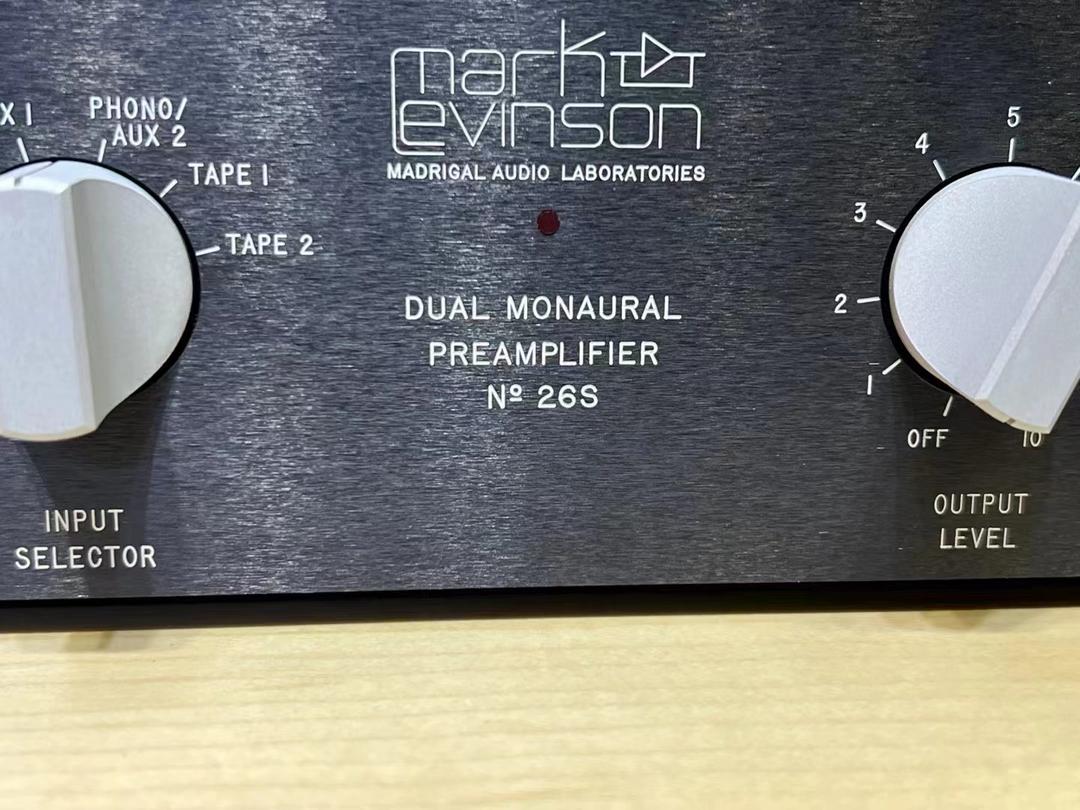 mark
Levinson
MADRIGAL AUDIO LABORATORIES
X 1
PHONO/
AUX 2
TAPE 1
TAPE 2
INPUT
SELECTOR
DUAL MONAURAL
PREAMPLIFIER
Nº 26S
5
4
3
2
1
OFF
10
OUTPUT
LEVEL